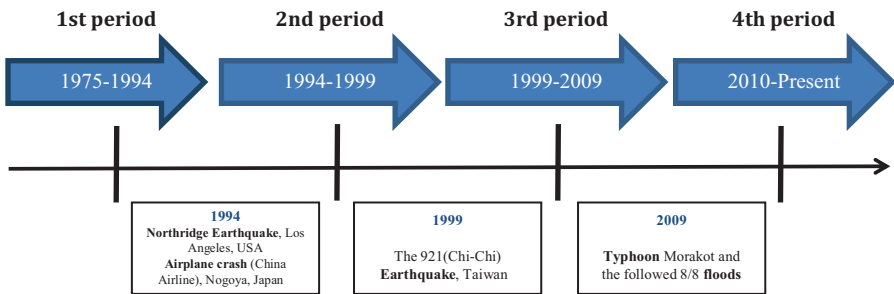 1st period
2nd period
3rd period
4th period
1975-1994
1994-1999
1999-2009
2010-Present
1994
Northridge Earthquake, Los
Angeles, USA
Airplane crash (China
Airline), Nogoya, Japan
1999
The 921(Chi-Chi)
Earthquake, Taiwan
2009
Typhoon Morakot and
the followed 8/8 floods